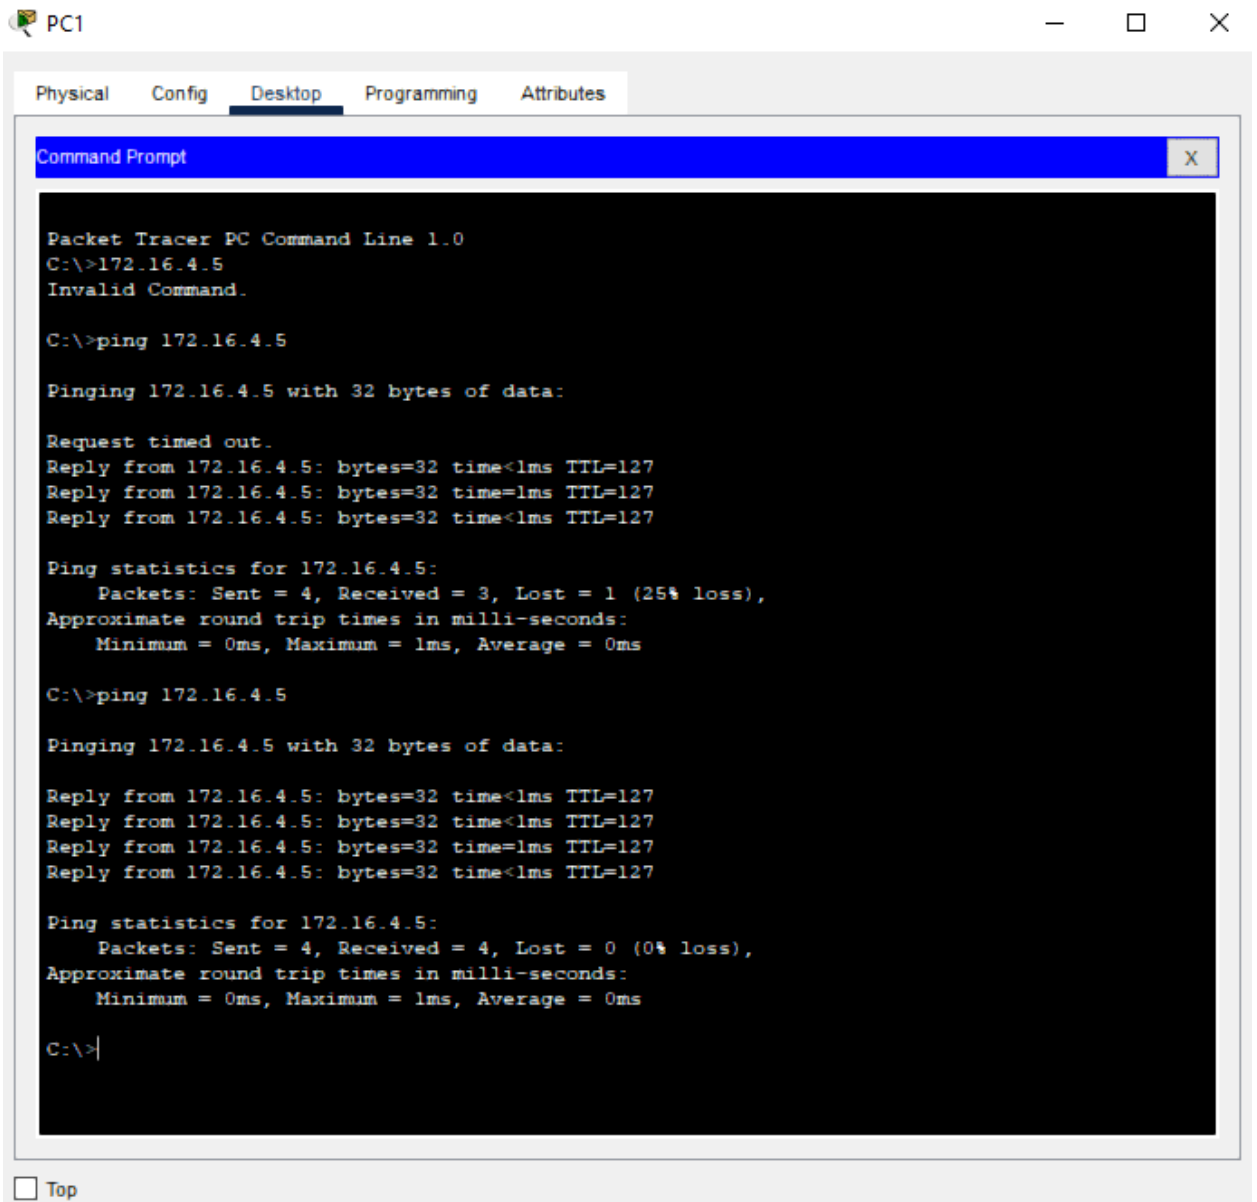 PC1
Physical Config Desktop Programming Attributes
Command Prompt X
Packet Tracer PC Command Line 1.0
C:\>172.16.4.5
Invalid Command.
C:\>ping 172.16.4.5
Pinging 172.16.4.5 with 32 bytes of data:
Request timed out.
Reply from 172.16.4.5: bytes=32 time<1ms TTL=127
Reply from 172.16.4.5: bytes=32 time=1ms TTL=127
Reply from 172.16.4.5: bytes=32 time<1ms TTL=127
Ping statistics for 172.16.4.5:
Packets: Sent = 4, Received = 3, Lost = 1 (25% loss),
Approximate round trip times in milli-seconds:
Minimum = 0ms, Maximum = 1ms, Average = 0ms
C:\>ping 172.16.4.5
Pinging 172.16.4.5 with 32 bytes of data:
Reply from 172.16.4.5: bytes=32 time<1ms TTL=127
Reply from 172.16.4.5: bytes=32 time<1ms TTL=127
Reply from 172.16.4.5: bytes=32 time=1ms TTL=127
Reply from 172.16.4.5: bytes=32 time<1ms TTL=127
Ping statistics for 172.16.4.5:
Packets: Sent = 4, Received = 4, Lost = 0 (0% loss),
Approximate round trip times in milli-seconds:
Minimum = 0ms, Maximum = 1ms, Average = 0ms
C:\>
Top